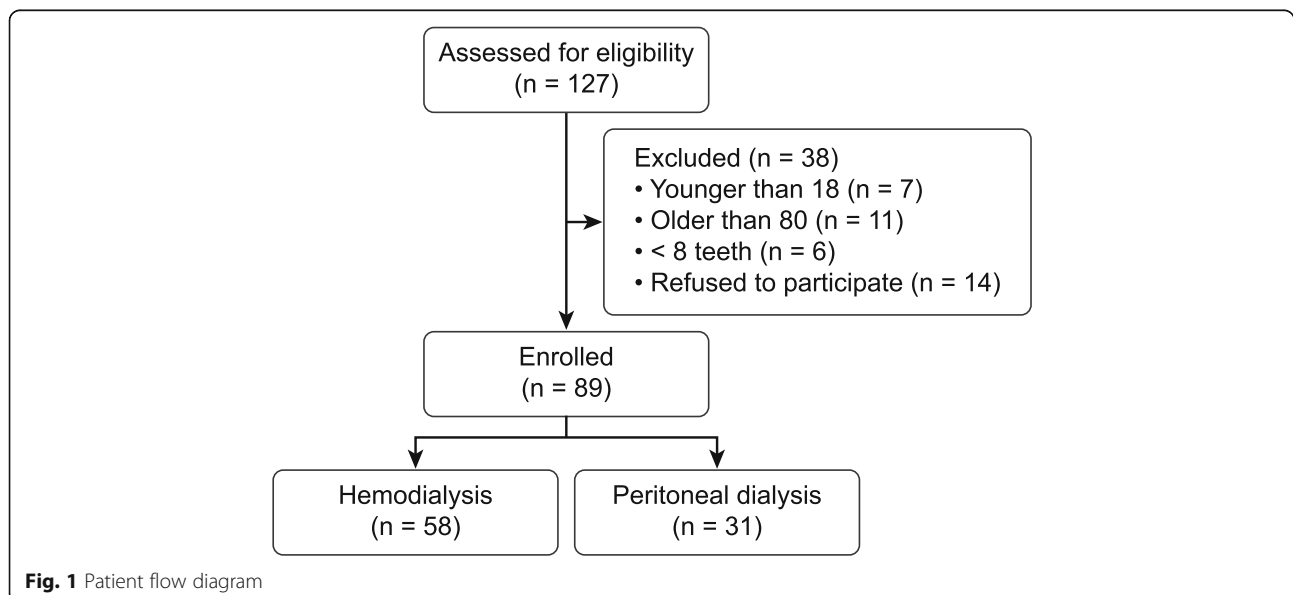 Assessed for eligibility
(n = 127)
Excluded (n = 38)
• Younger than 18 (n = 7)
• Older than 80 (n = 11)
• < 8 teeth (n = 6)
• Refused to participate (n = 14)
Enrolled
(n = 89)
Hemodialysis
(n = 58)
Peritoneal dialysis
(n = 31)
Fig. 1 Patient flow diagram